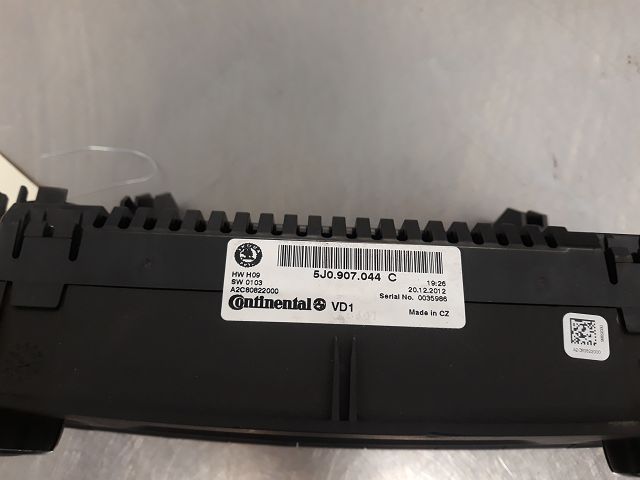 5J0.907.044 C
HW H09
SW 0103
A2C80822000
19:26
20.12.2012
Serial No. 0035986
Continental VD1
Made in CZ